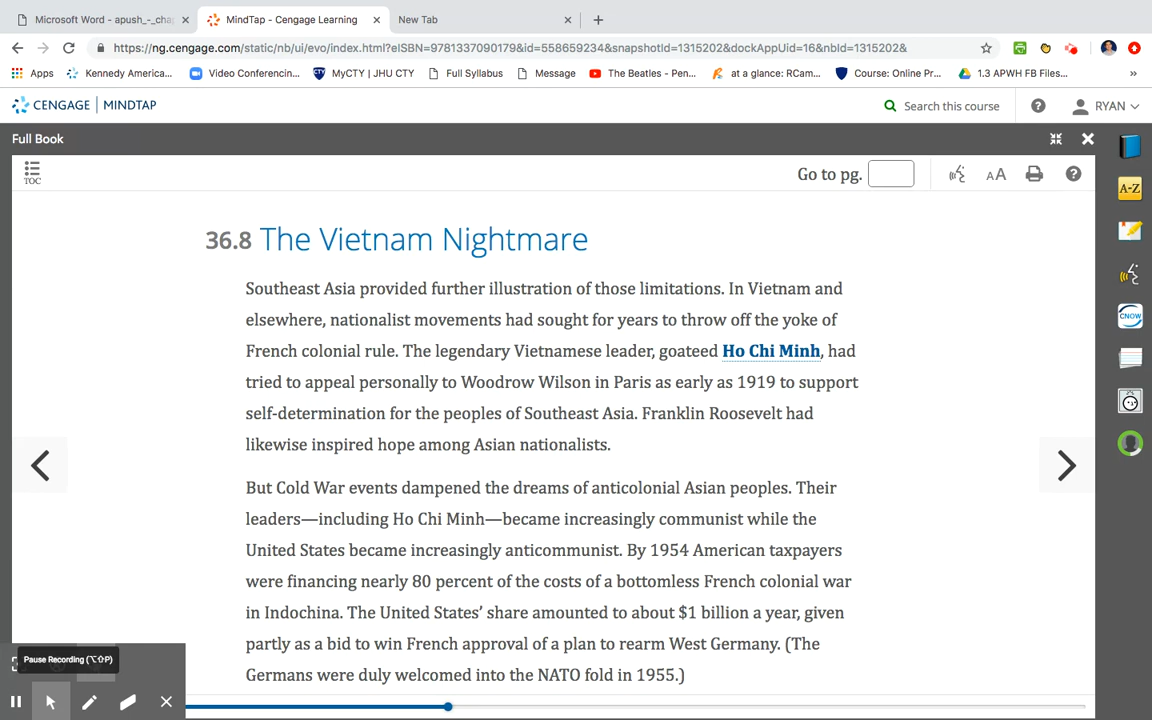 Microsoft Word - apush_-_cha
MindTap - Cengage Learning
New Tab
https://ng.cengage.com/static/nb/ui/evo/index.html?eISBN=9781337090179&id=558659234&snapshotId=1315202&dockAppUid=16&nbId=1315202&
Apps
Kennedy America...
Video Conferencin...
CTY
MyCTY | JHU CTY
Full Syllabus
Message
The Beatles - Pen...
at a glance: RCam...
Course: Online Pr...
1.3 APWH FB Files...
»
CENGAGE | MINDTAP
Search this course
RYAN
Full Book
TOC
Go to pg.
AA
A-Z
CNOW
36.8 The Vietnam Nightmare
Southeast Asia provided further illustration of those limitations. In Vietnam and
elsewhere, nationalist movements had sought for years to throw off the yoke of
French colonial rule. The legendary Vietnamese leader, goateed Ho Chi Minh, had
tried to appeal personally to Woodrow Wilson in Paris as early as 1919 to support
self-determination for the peoples of Southeast Asia. Franklin Roosevelt had
likewise inspired hope among Asian nationalists.
But Cold War events dampened the dreams of anticolonial Asian peoples. Their
leaders—including Ho Chi Minh—became increasingly communist while the
United States became increasingly anticommunist. By 1954 American taxpayers
were financing nearly 80 percent of the costs of a bottomless French colonial war
in Indochina. The United States' share amounted to about $1 billion a year, given
partly as a bid to win French approval of a plan to rearm West Germany. (The
Germans were duly welcomed into the NATO fold in 1955.)
Pause Recording (⌥⇧P)